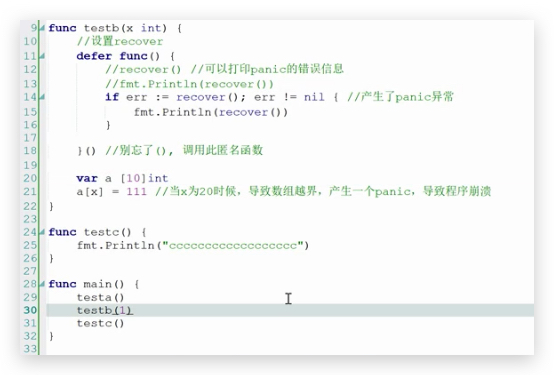 9 func testb(x int) {
10 //设置recover
11 defer func() {
12 //recover() //可以打印panic的错误信息
13 //fmt.Println(recover())
14 if err := recover(); err != nil { //产生了panic异常
15 fmt.Println(recover())
16 }
17
18 }() //别忘了(), 调用此匿名函数
19
20 var a [10]int
21 a[x] = 111 //当x为20时候，导致数组越界，产生一个panic，导致程序崩溃
22 }
23
24 func testc() {
25 fmt.Println("cccccccccccccccccc")
26 }
27
28 func main() {
29 testa()
30 testb(1)
31 testc()
32 }
33